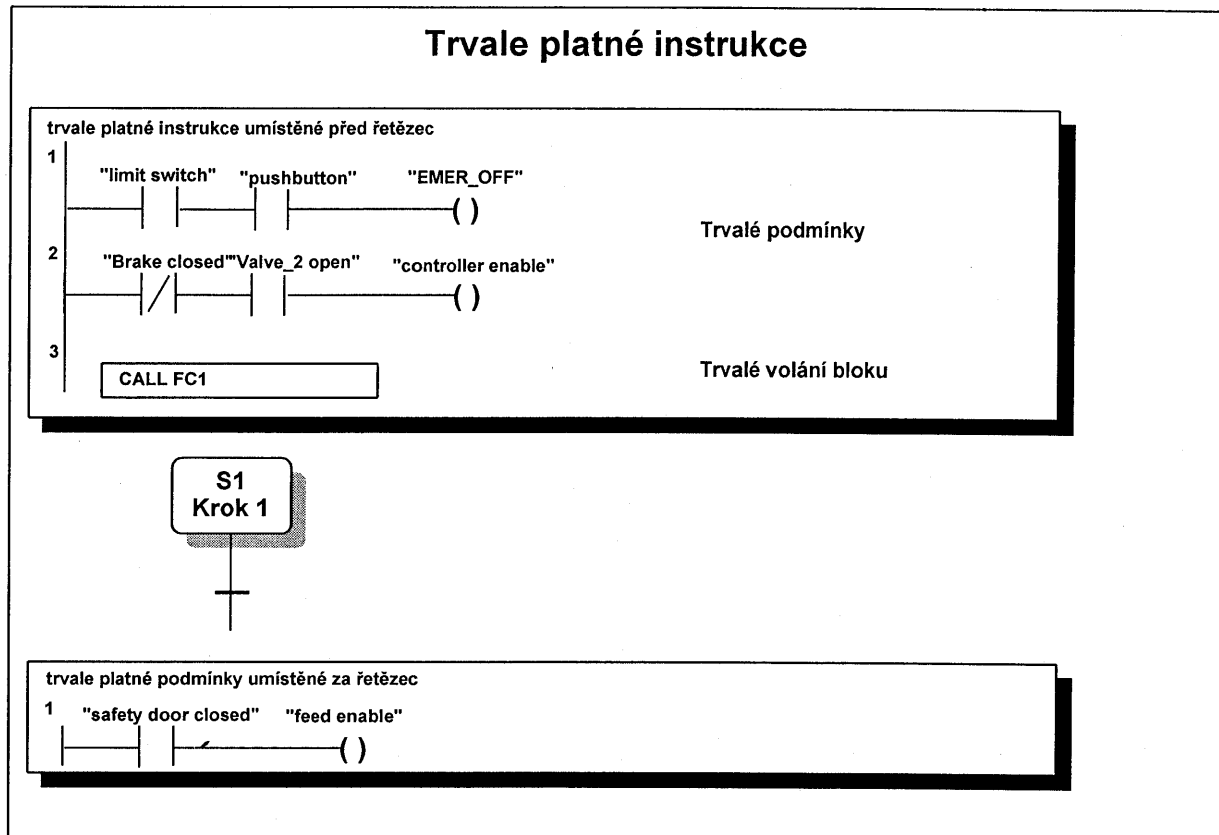 Trvale platné instrukce
trvale platné instrukce umístěné před řetězec
1
"limit switch" "pushbutton" "EMER_OFF"
( )
Trvalé podmínky
2
"Brake closed" "Valve_2 open" "controller enable"
( )
3
CALL FC1
Trvalé volání bloku
S1
Krok 1
trvale platné podmínky umístěné za řetězec
1
"safety door closed" "feed enable"
( )